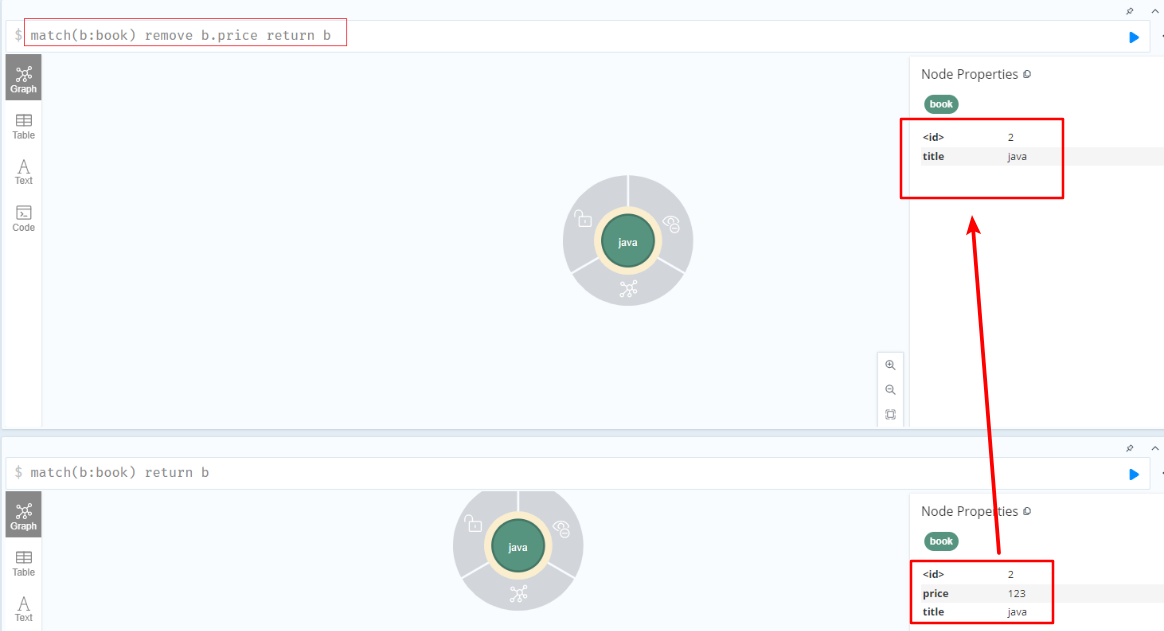 $ match(b:book) remove b.price return b
Graph
Table
Text
Code
java
Node Properties
book
<id> 2
title java
$ match(b:book) return b
Graph
Table
Text
java
Node Properties
book
<id> 2
price 123
title java